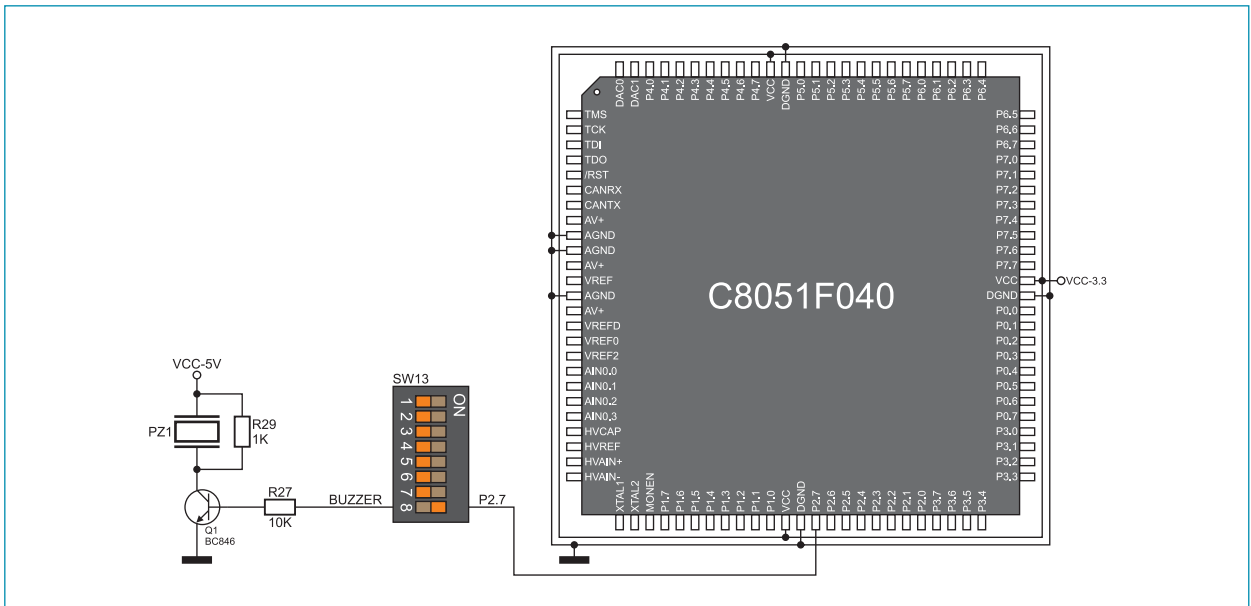 DAC0
DAC1
P4.0
P4.1
P4.2
P4.3
P4.4
P4.5
P4.6
P4.7
VCC
DGND
P5.0
P5.1
P5.2
P5.3
P5.4
P5.5
P5.6
P5.7
P6.0
P6.1
P6.2
P6.3
P6.4
TMS
TCK
TDI
TDO
/RST
CANRX
CANTX
AV+
AGND
AGND
AV+
VREF
AGND
AV+
VREFD
VREF0
VREF2
AIN0.0
AIN0.1
AIN0.2
AIN0.3
HVCAP
HVREF
HVAIN+
HVAIN-
C8051F040
P6.5
P6.6
P6.7
P7.0
P7.1
P7.2
P7.3
P7.4
P7.5
P7.6
P7.7
VCC
DGND
P0.0
P0.1
P0.2
P0.3
P0.4
P0.5
P0.6
P0.7
P3.0
P3.1
P3.2
P3.3
VCC-3.3
XTAL1
XTAL2
MONEN
P1.7
P1.6
P1.5
P1.4
P1.3
P1.2
P1.1
P1.0
VCC
DGND
P2.7
P2.6
P2.5
P2.4
P2.3
P2.2
P2.1
P2.0
P3.7
P3.6
P3.5
P3.4
VCC-5V
PZ1
R29
1K
Q1
BC846
R27
10K
BUZZER
SW13
ON
1
2
3
4
5
6
7
8
P2.7